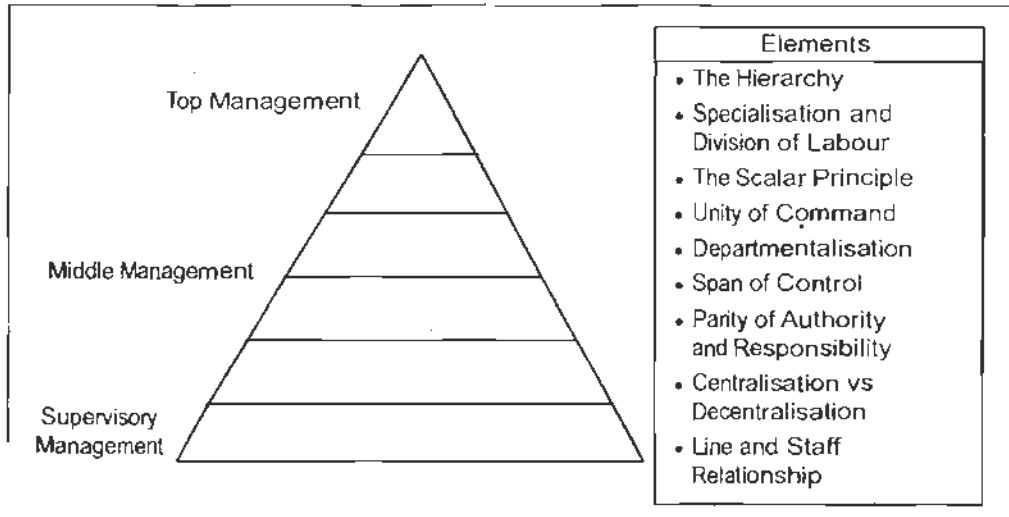 Top Management
Middle Management
Supervisory
Management
Elements
• The Hierarchy
• Specialisation and
Division of Labour
• The Scalar Principle
• Unity of Command
• Departmentalisation
• Span of Control
• Parity of Authority
and Responsibility
• Centralisation vs
Decentralisation
• Line and Staff
Relationship